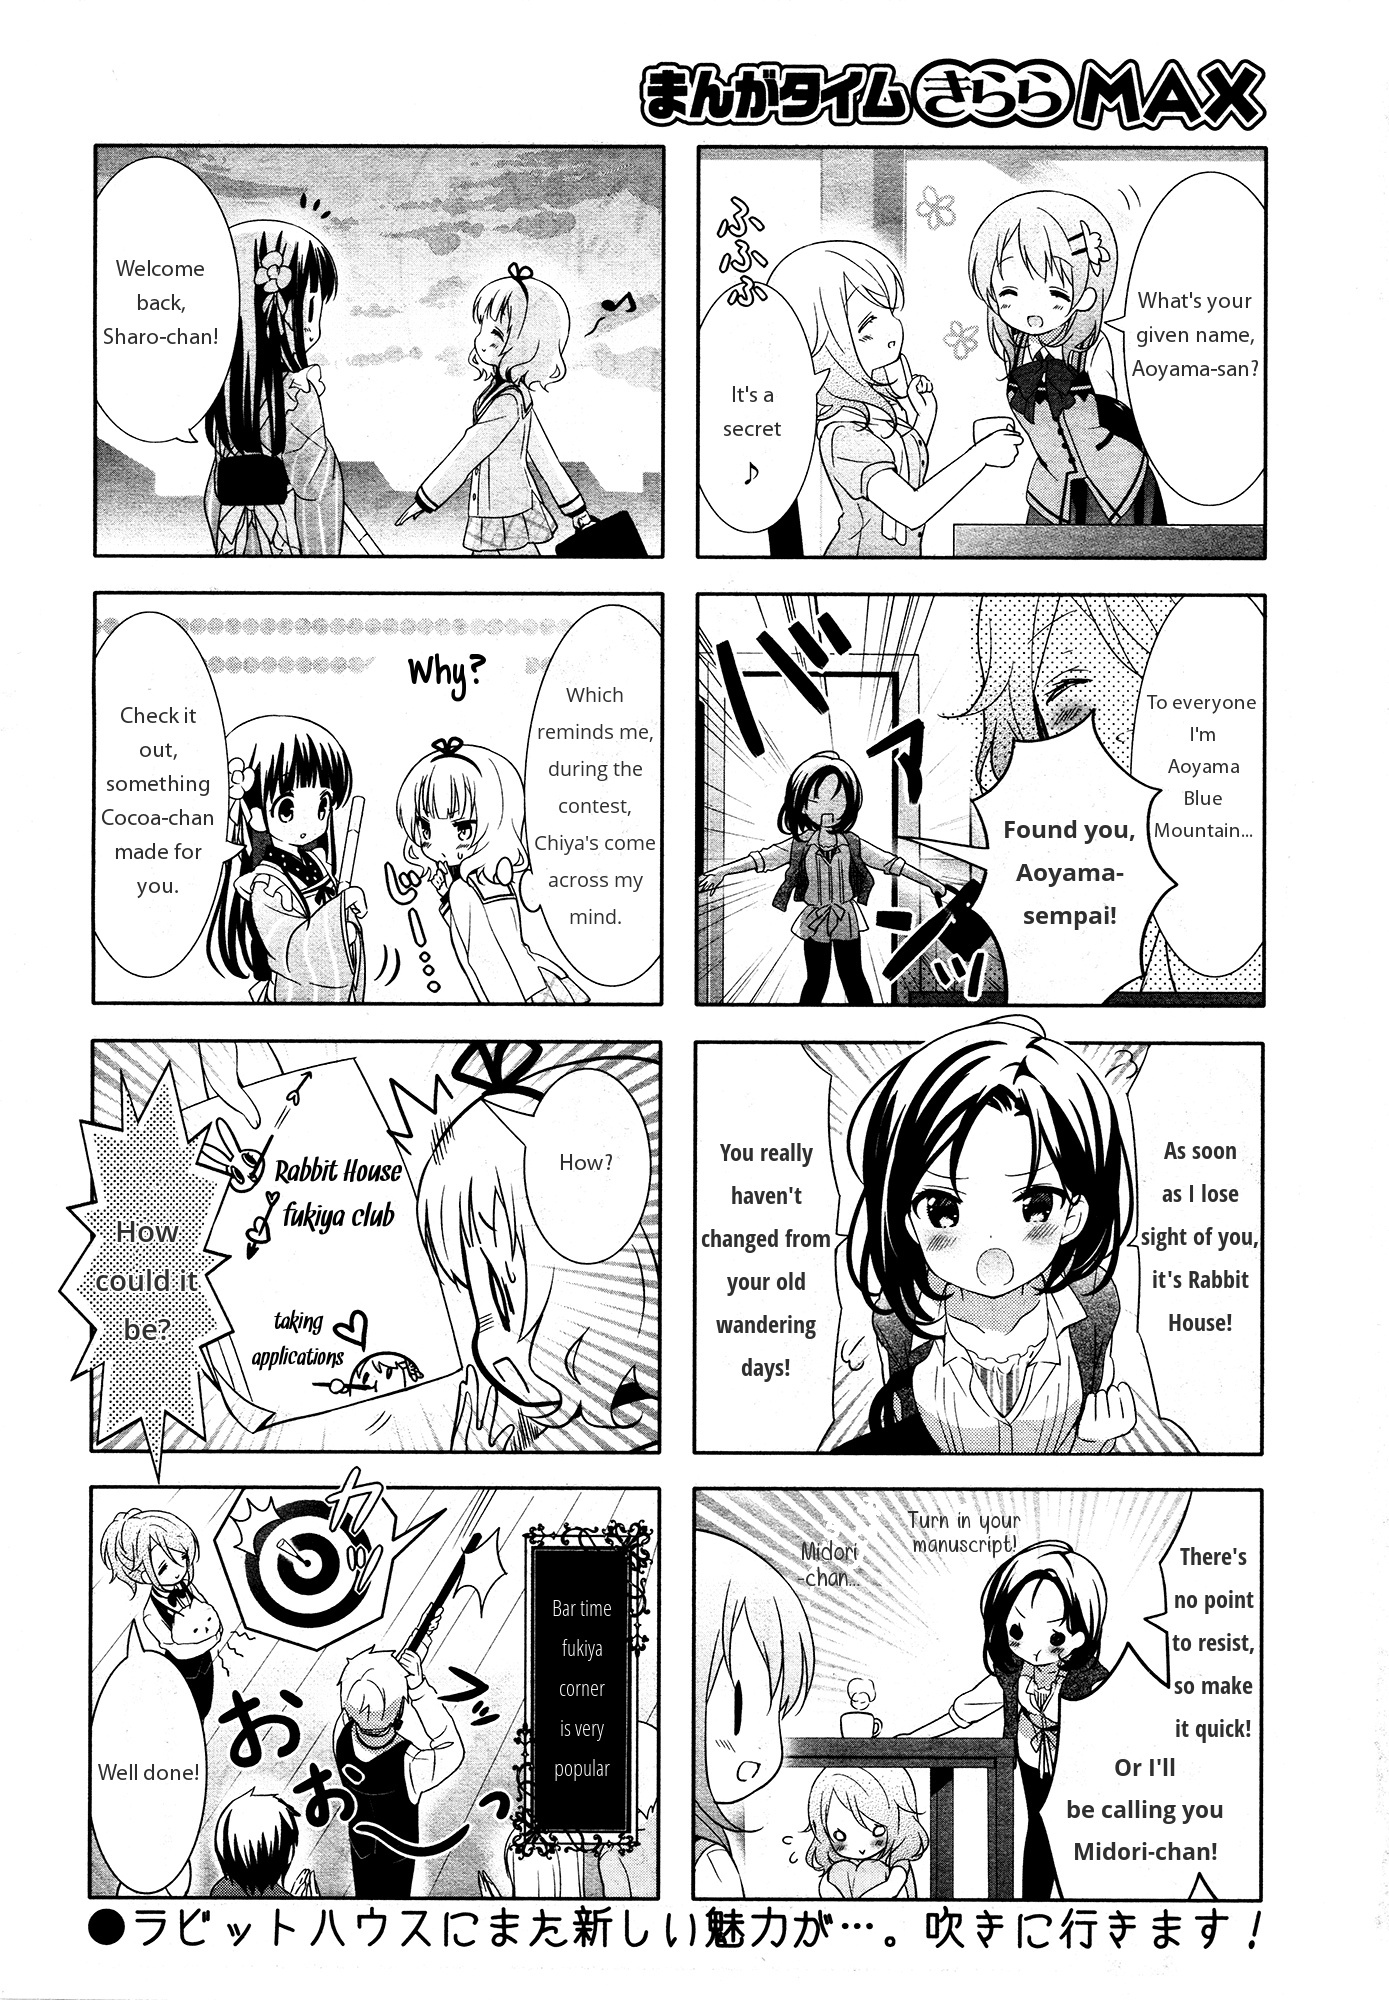 まんがタイムきららMAX
What's your
given name,
Aoyama-san?
ふふふふ
It's a
secret
♪
To everyone
I'm
Aoyama
Blue
Mountain...
バァーンッ
Found you,
Aoyama-
sempai!
As soon
as I lose
sight of you,
it's Rabbit
House!
You really
haven't
changed from
your old
wandering
days!
There's
no point
to resist,
so make
it quick!
Or I'll
be calling you
Midori-chan!
Turn in your
manuscript!
Midori
-chan...
Welcome
back,
Sharo-chan!
Which
reminds me,
during the
contest,
Chiya's come
across my
mind.
Why?
Check it
out,
something
Cocoa-chan
made for
you.
How?
Rabbit House
fukiya club
taking
applications
How
could it
be?
Bar time
fukiya
corner
is very
popular
カッ
おお〜っ
Well done!
●ラビットハウスにまた新しい魅力が…。吹きに行きます!